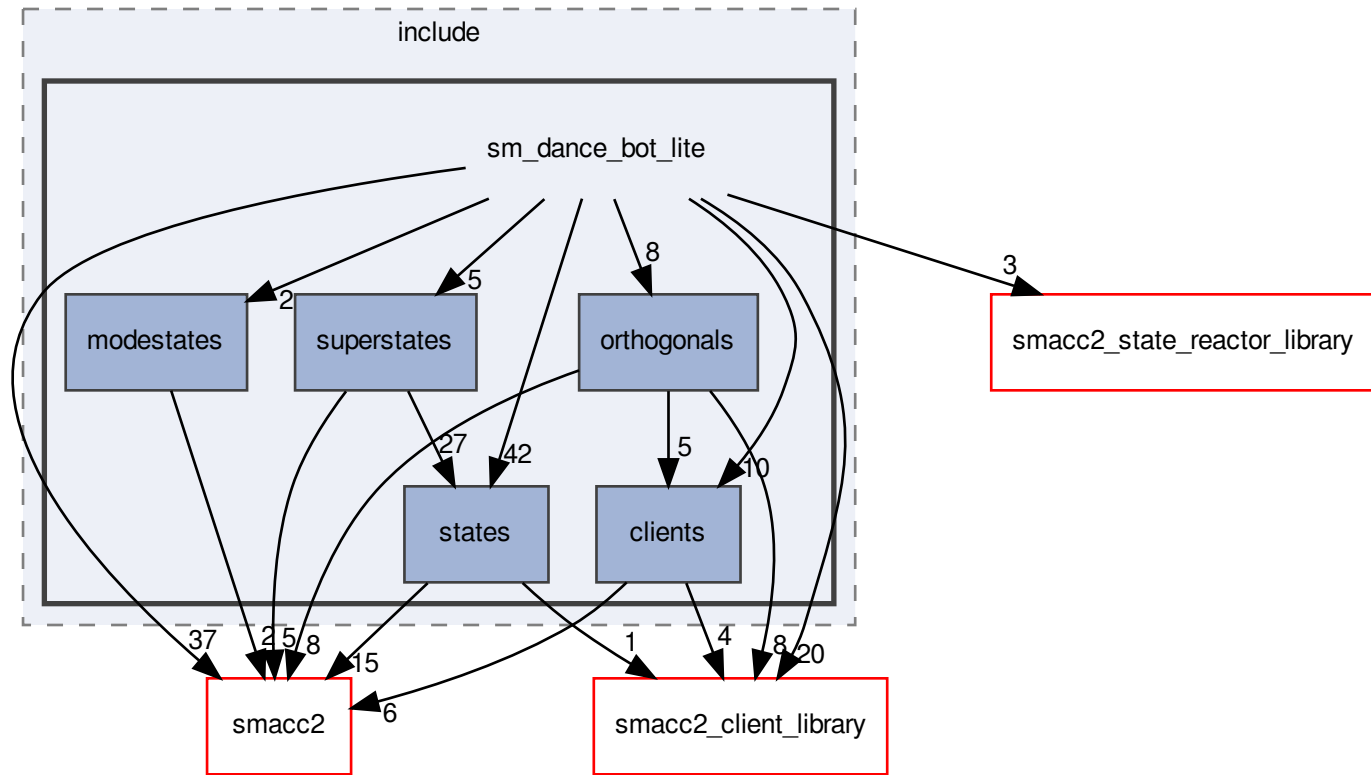 include
sm_dance_bot_lite
8
3
2
5
modestates
superstates
orthogonals
smacc2_state_reactor_library
27
42
5
10
states
clients
37
2
5
8
15
6
1
4
8
20
smacc2
smacc2_client_library